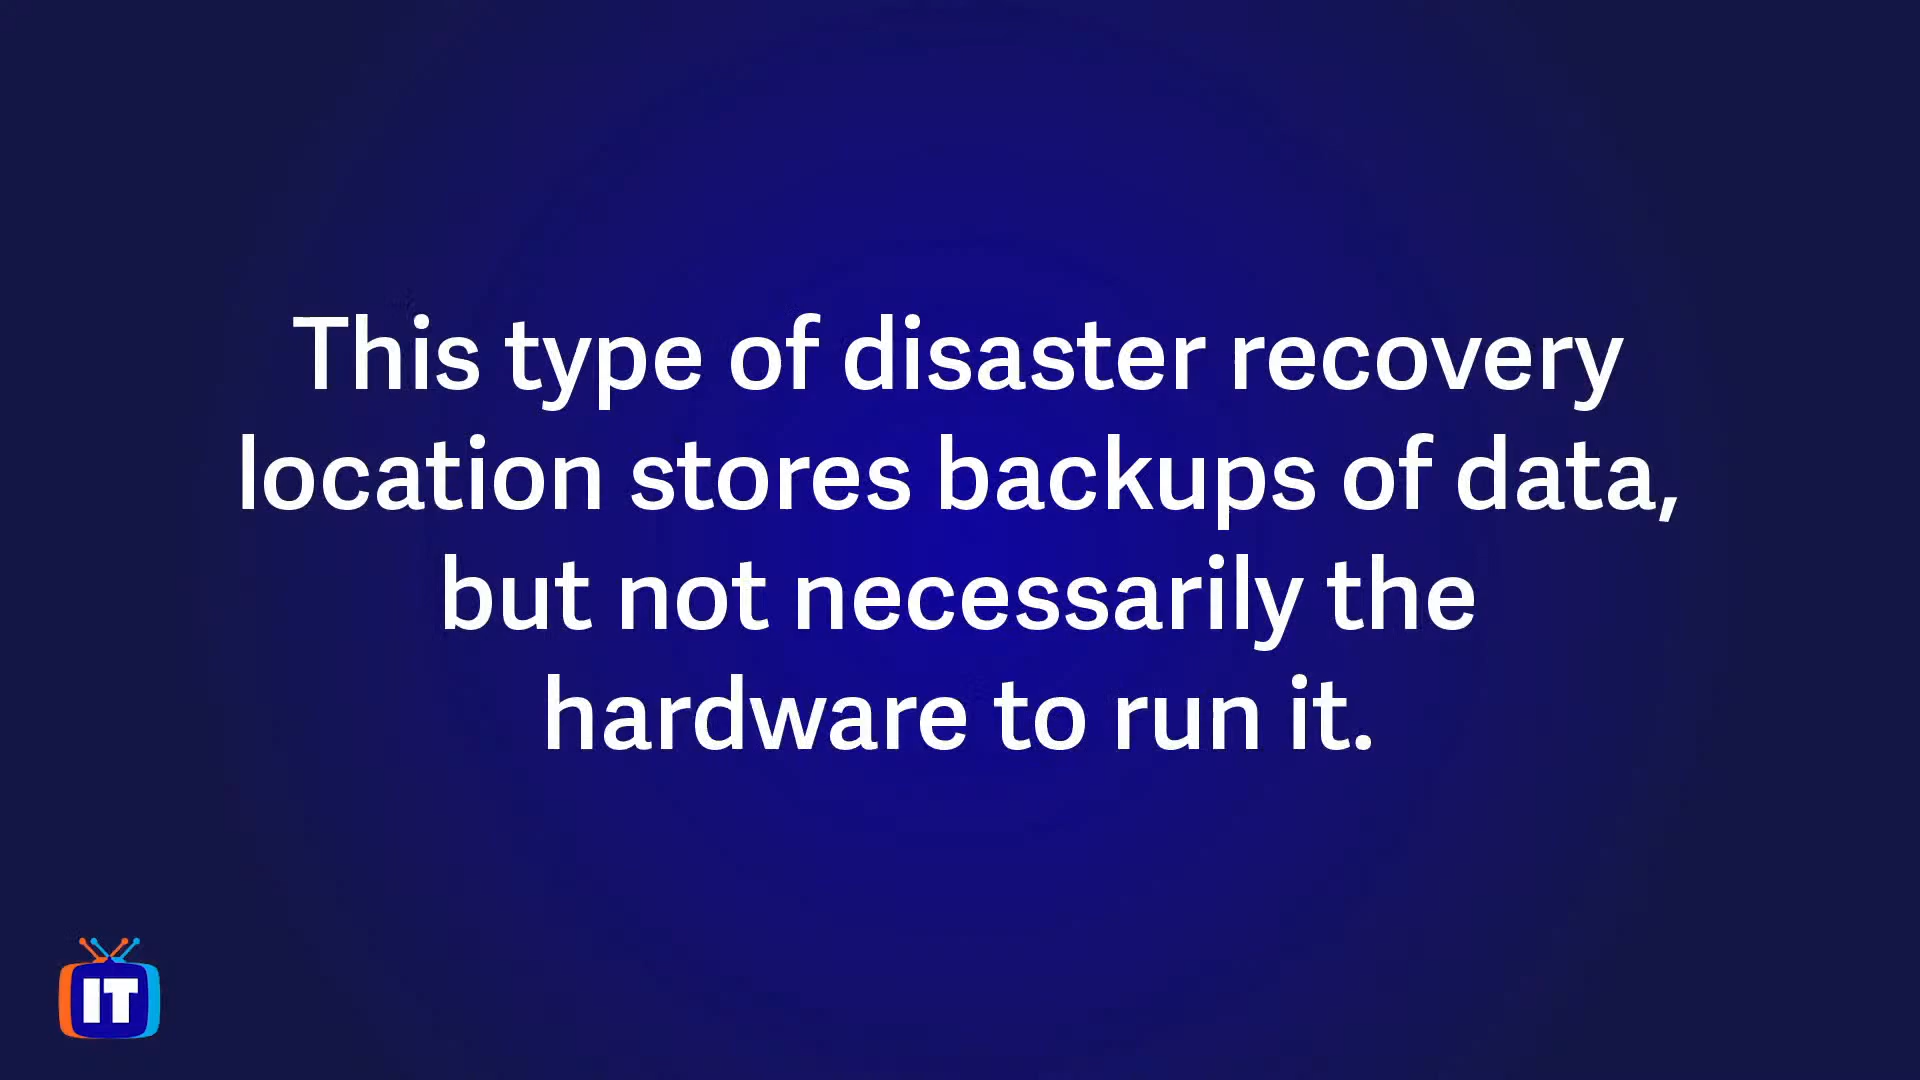 This type of disaster recovery
location stores backups of data,
but not necessarily the
hardware to run it.
IT